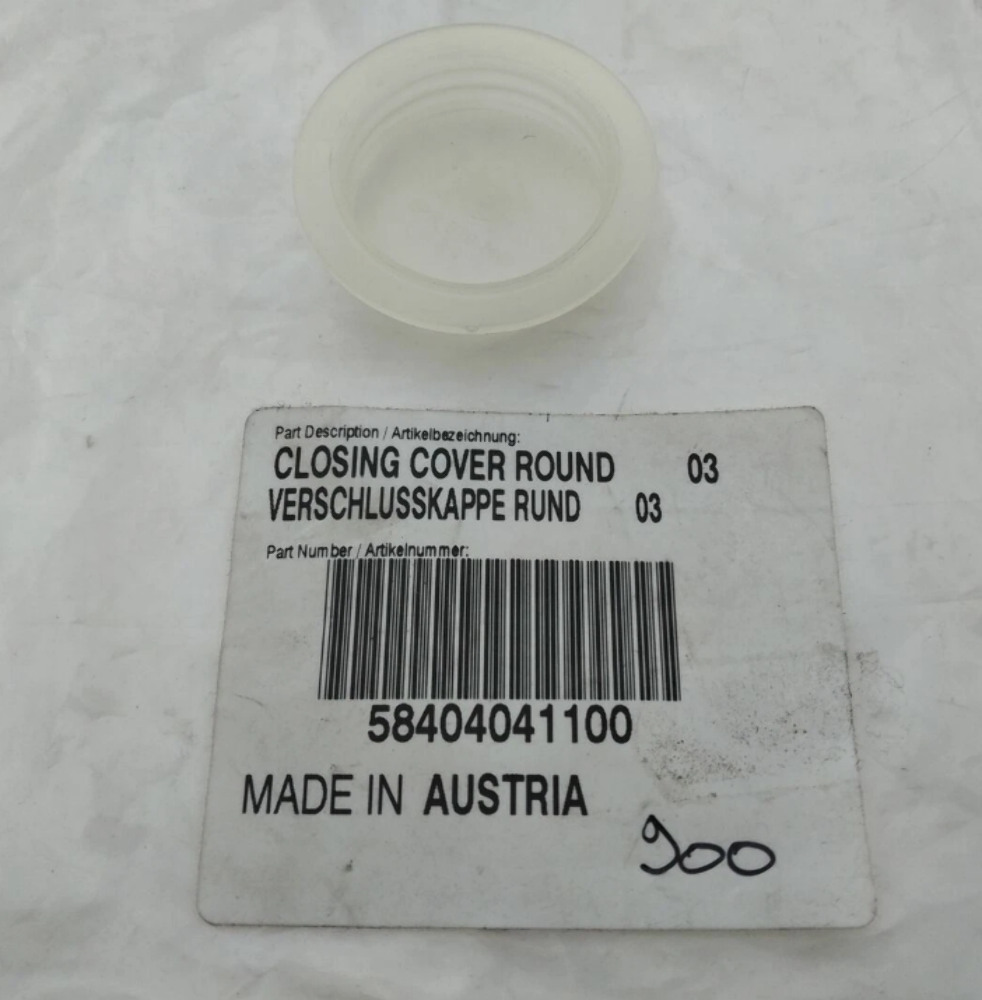 Part Description / Artikelbezeichnung:
CLOSING COVER ROUND 03
VERSCHLUSSKAPPE RUND 03
Part Number / Artikelnummer:
58404041100
MADE IN AUSTRIA
900